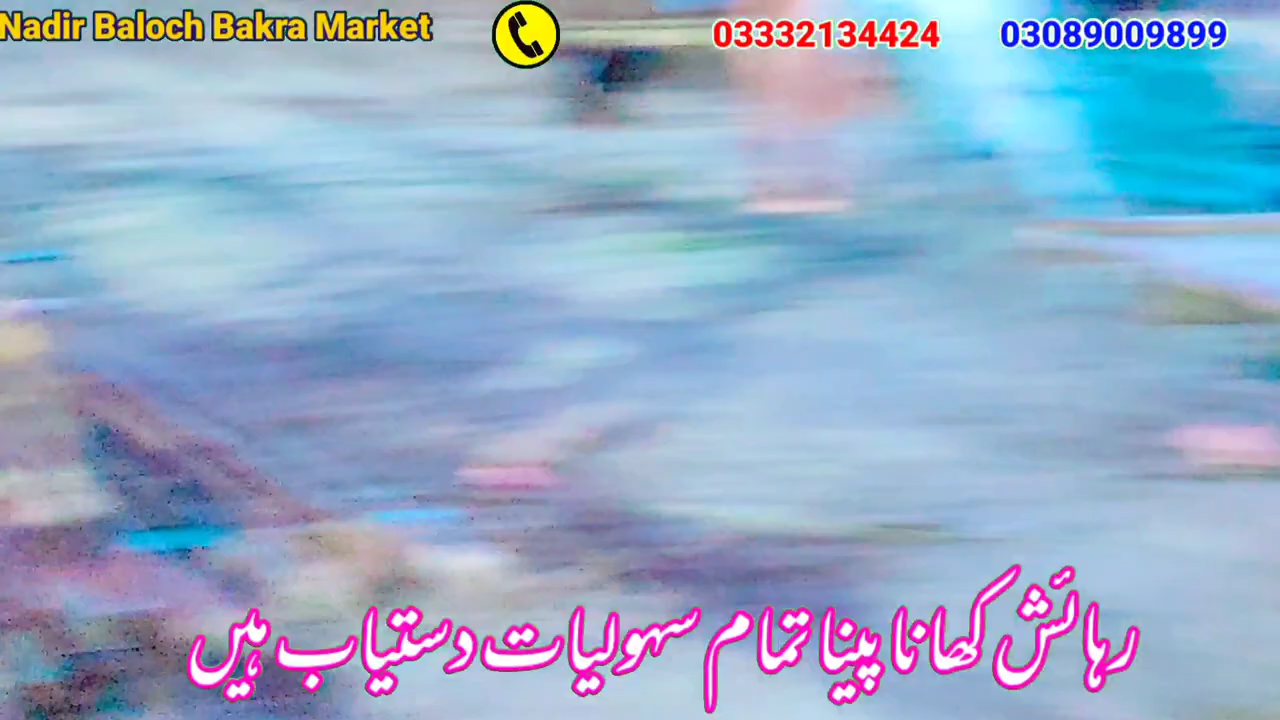 Nadir Baloch Bakra Market 03332134424 03089009899
رہائش کھانا پینا تمام سہولیات دستیاب ہیں